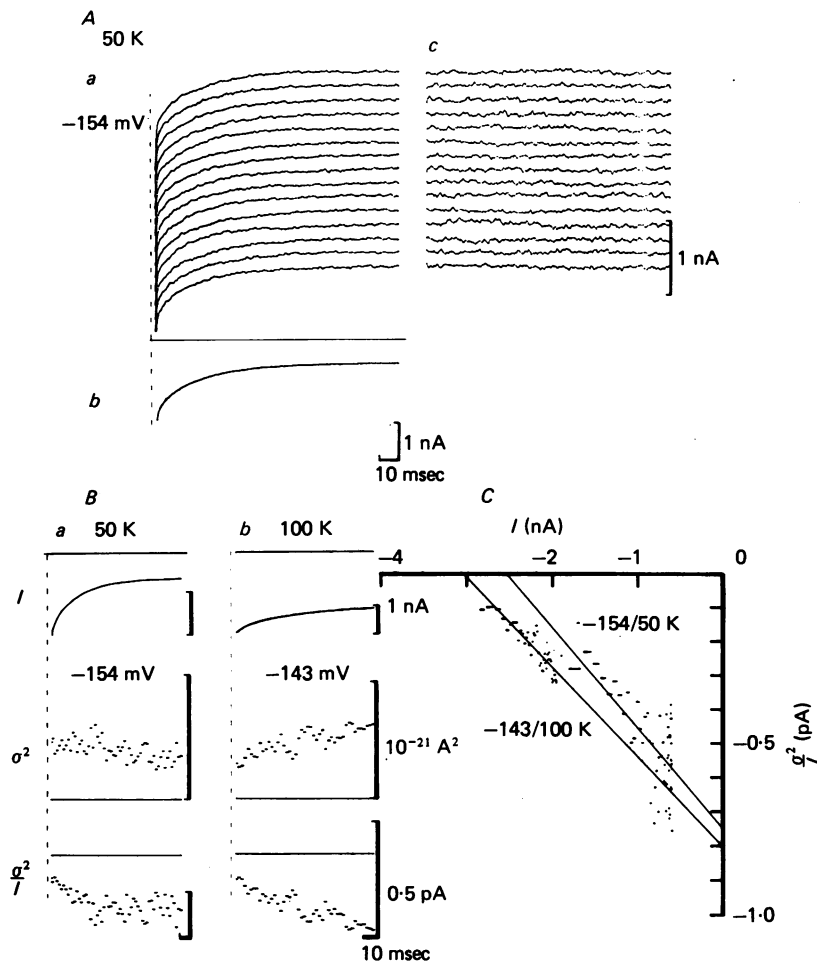 A
50 K
a
c
−154 mV
1 nA
b
1 nA
10 msec
B
a 50 K
b 100 K
I
1 nA
−154 mV
−143 mV
σ²
10⁻²¹ A²
σ²/I
0·5 pA
10 msec
C
I (nA)
−4 −2 −1 0
−154/50 K
−143/100 K
−0·5
σ²/I (pA)
−1·0